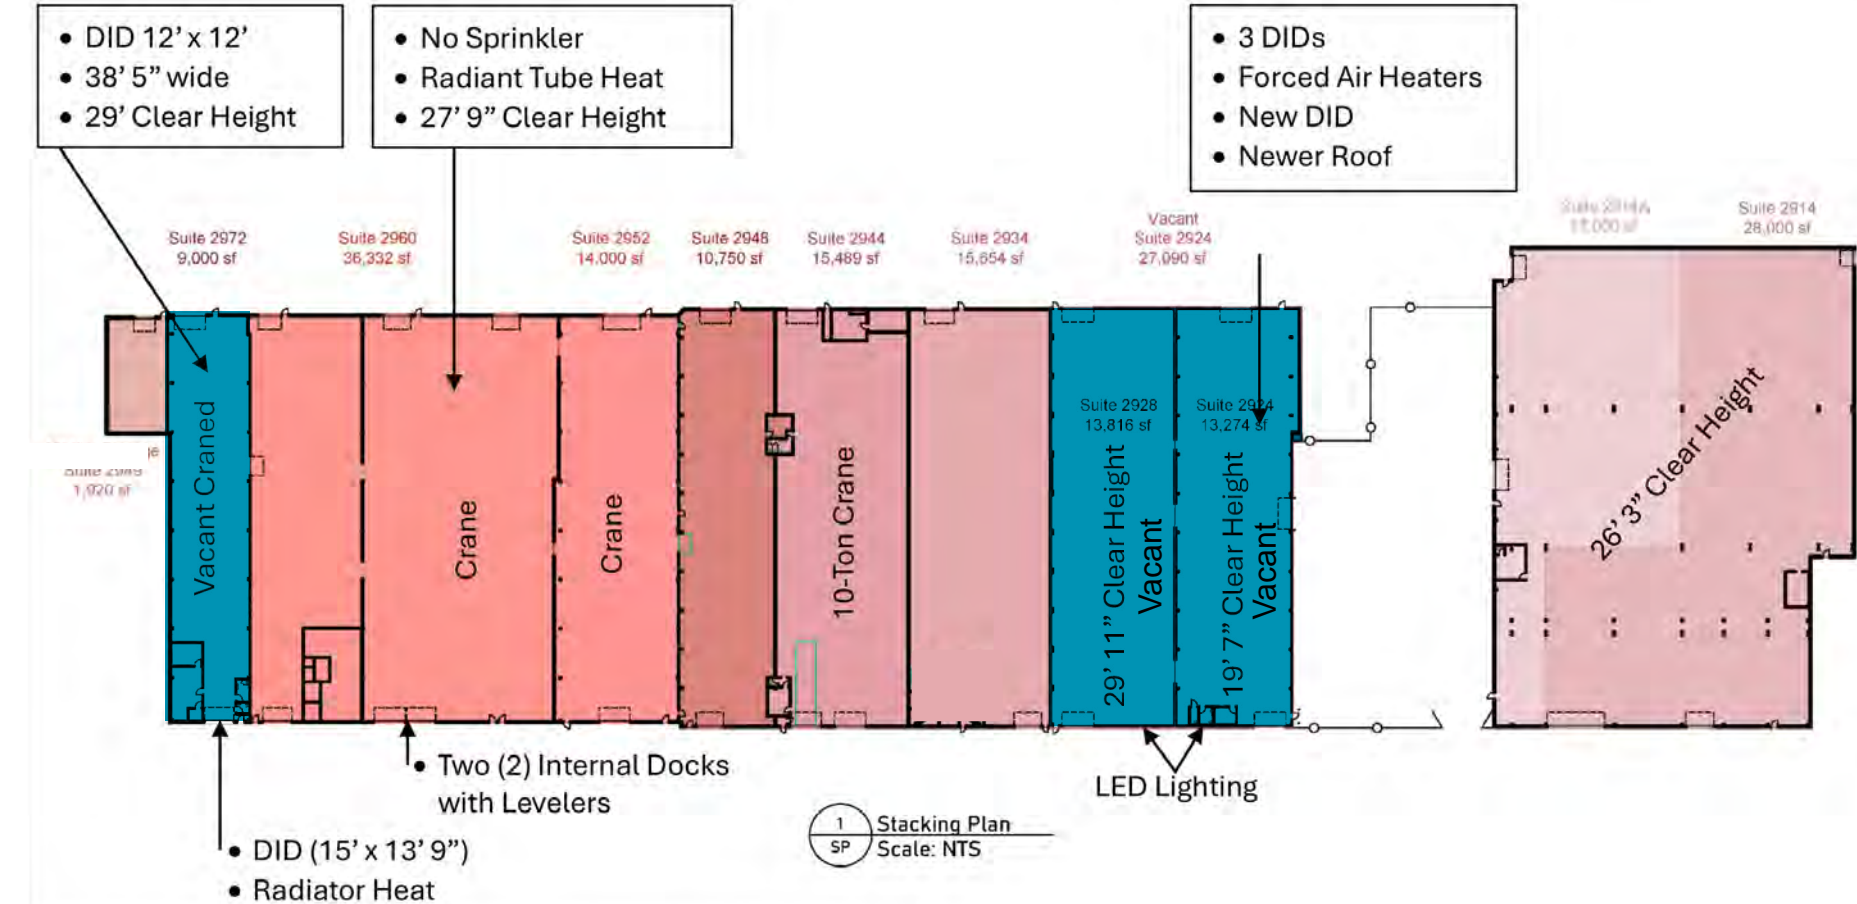 • DID 12’ x 12’
• 38’ 5” wide
• 29’ Clear Height
• No Sprinkler
• Radiant Tube Heat
• 27’ 9” Clear Height
• 3 DIDs
• Forced Air Heaters
• New DID
• Newer Roof
Suite 2972
9,000 sf
Suite 2960
36,332 sf
Suite 2952
14,000 sf
Suite 2948
10,750 sf
Suite 2944
15,489 sf
Suite 2934
15,654 sf
Vacant
Suite 2924
27,090 sf
Suite 2914A
Suite 2914
28,000 sf
Suite
1,920 sf
Vacant Craned
Crane
Crane
10-Ton Crane
Suite 2928
13,816 sf
29’ 11” Clear Height
Vacant
Suite 2924
13,274 sf
19’ 7” Clear Height
Vacant
26’ 3” Clear Height
• Two (2) Internal Docks
with Levelers
LED Lighting
• DID (15’ x 13’ 9”)
• Radiator Heat
1
SP
Stacking Plan
Scale: NTS